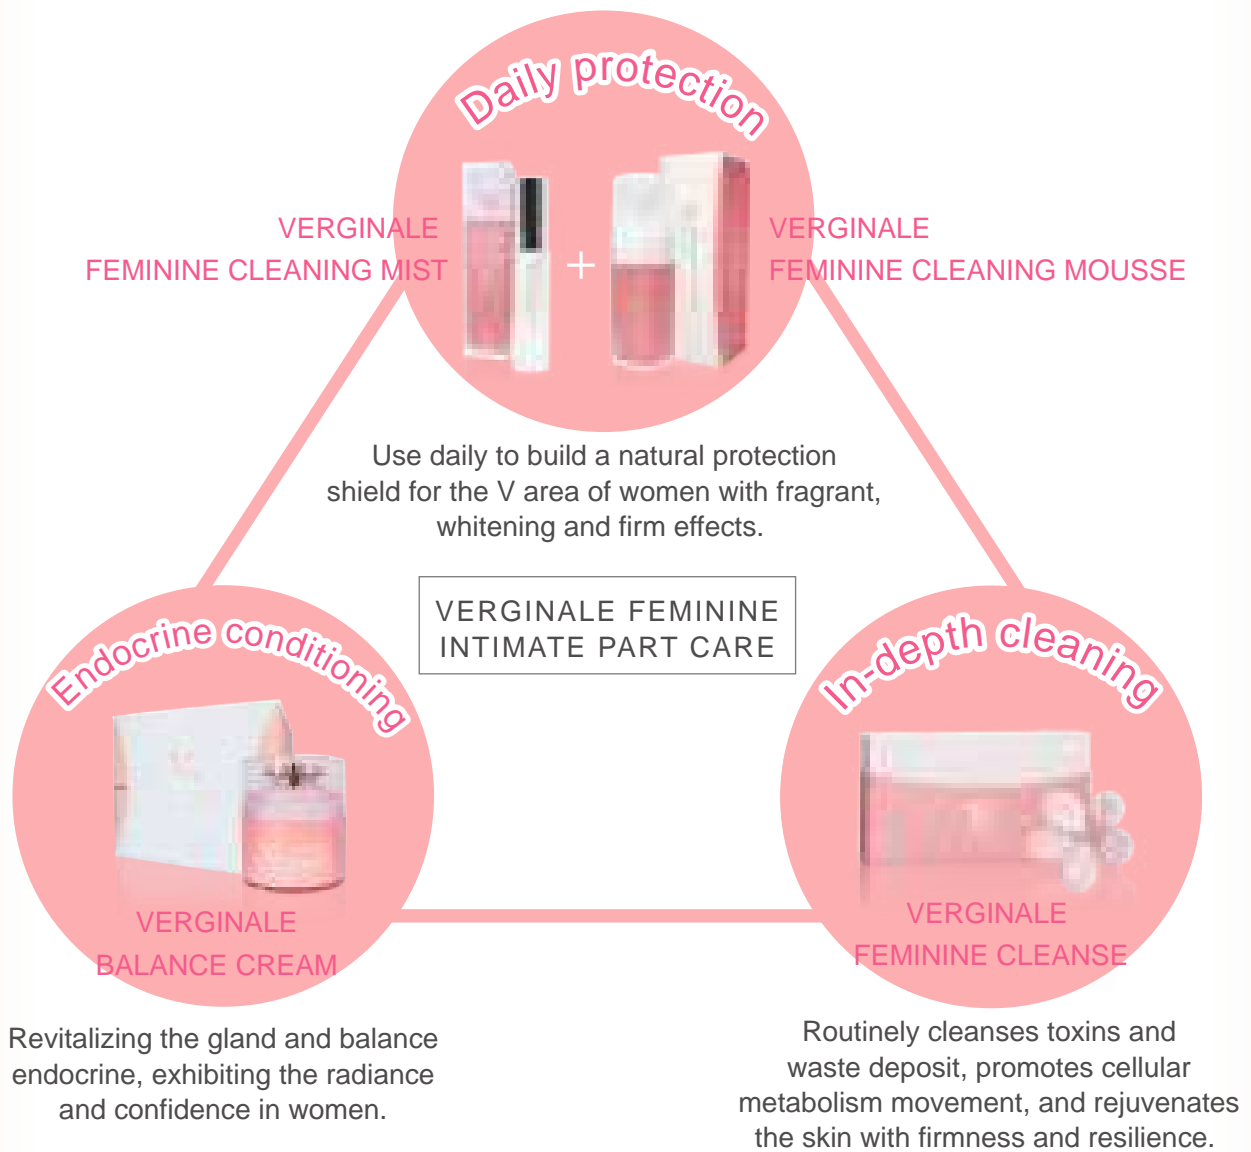 Daily protection
VERGINALE
FEMININE CLEANING MIST
+
VERGINALE
FEMININE CLEANING MOUSSE
Use daily to build a natural protection
shield for the V area of women with fragrant,
whitening and firm effects.
VERGINALE FEMININE
INTIMATE PART CARE
Endocrine conditioning
VERGINALE
BALANCE CREAM
Revitalizing the gland and balance
endocrine, exhibiting the radiance
and confidence in women.
In-depth cleaning
VERGINALE
FEMININE CLEANSE
Routinely cleanses toxins and
waste deposit, promotes cellular
metabolism movement, and rejuvenates
the skin with firmness and resilience.